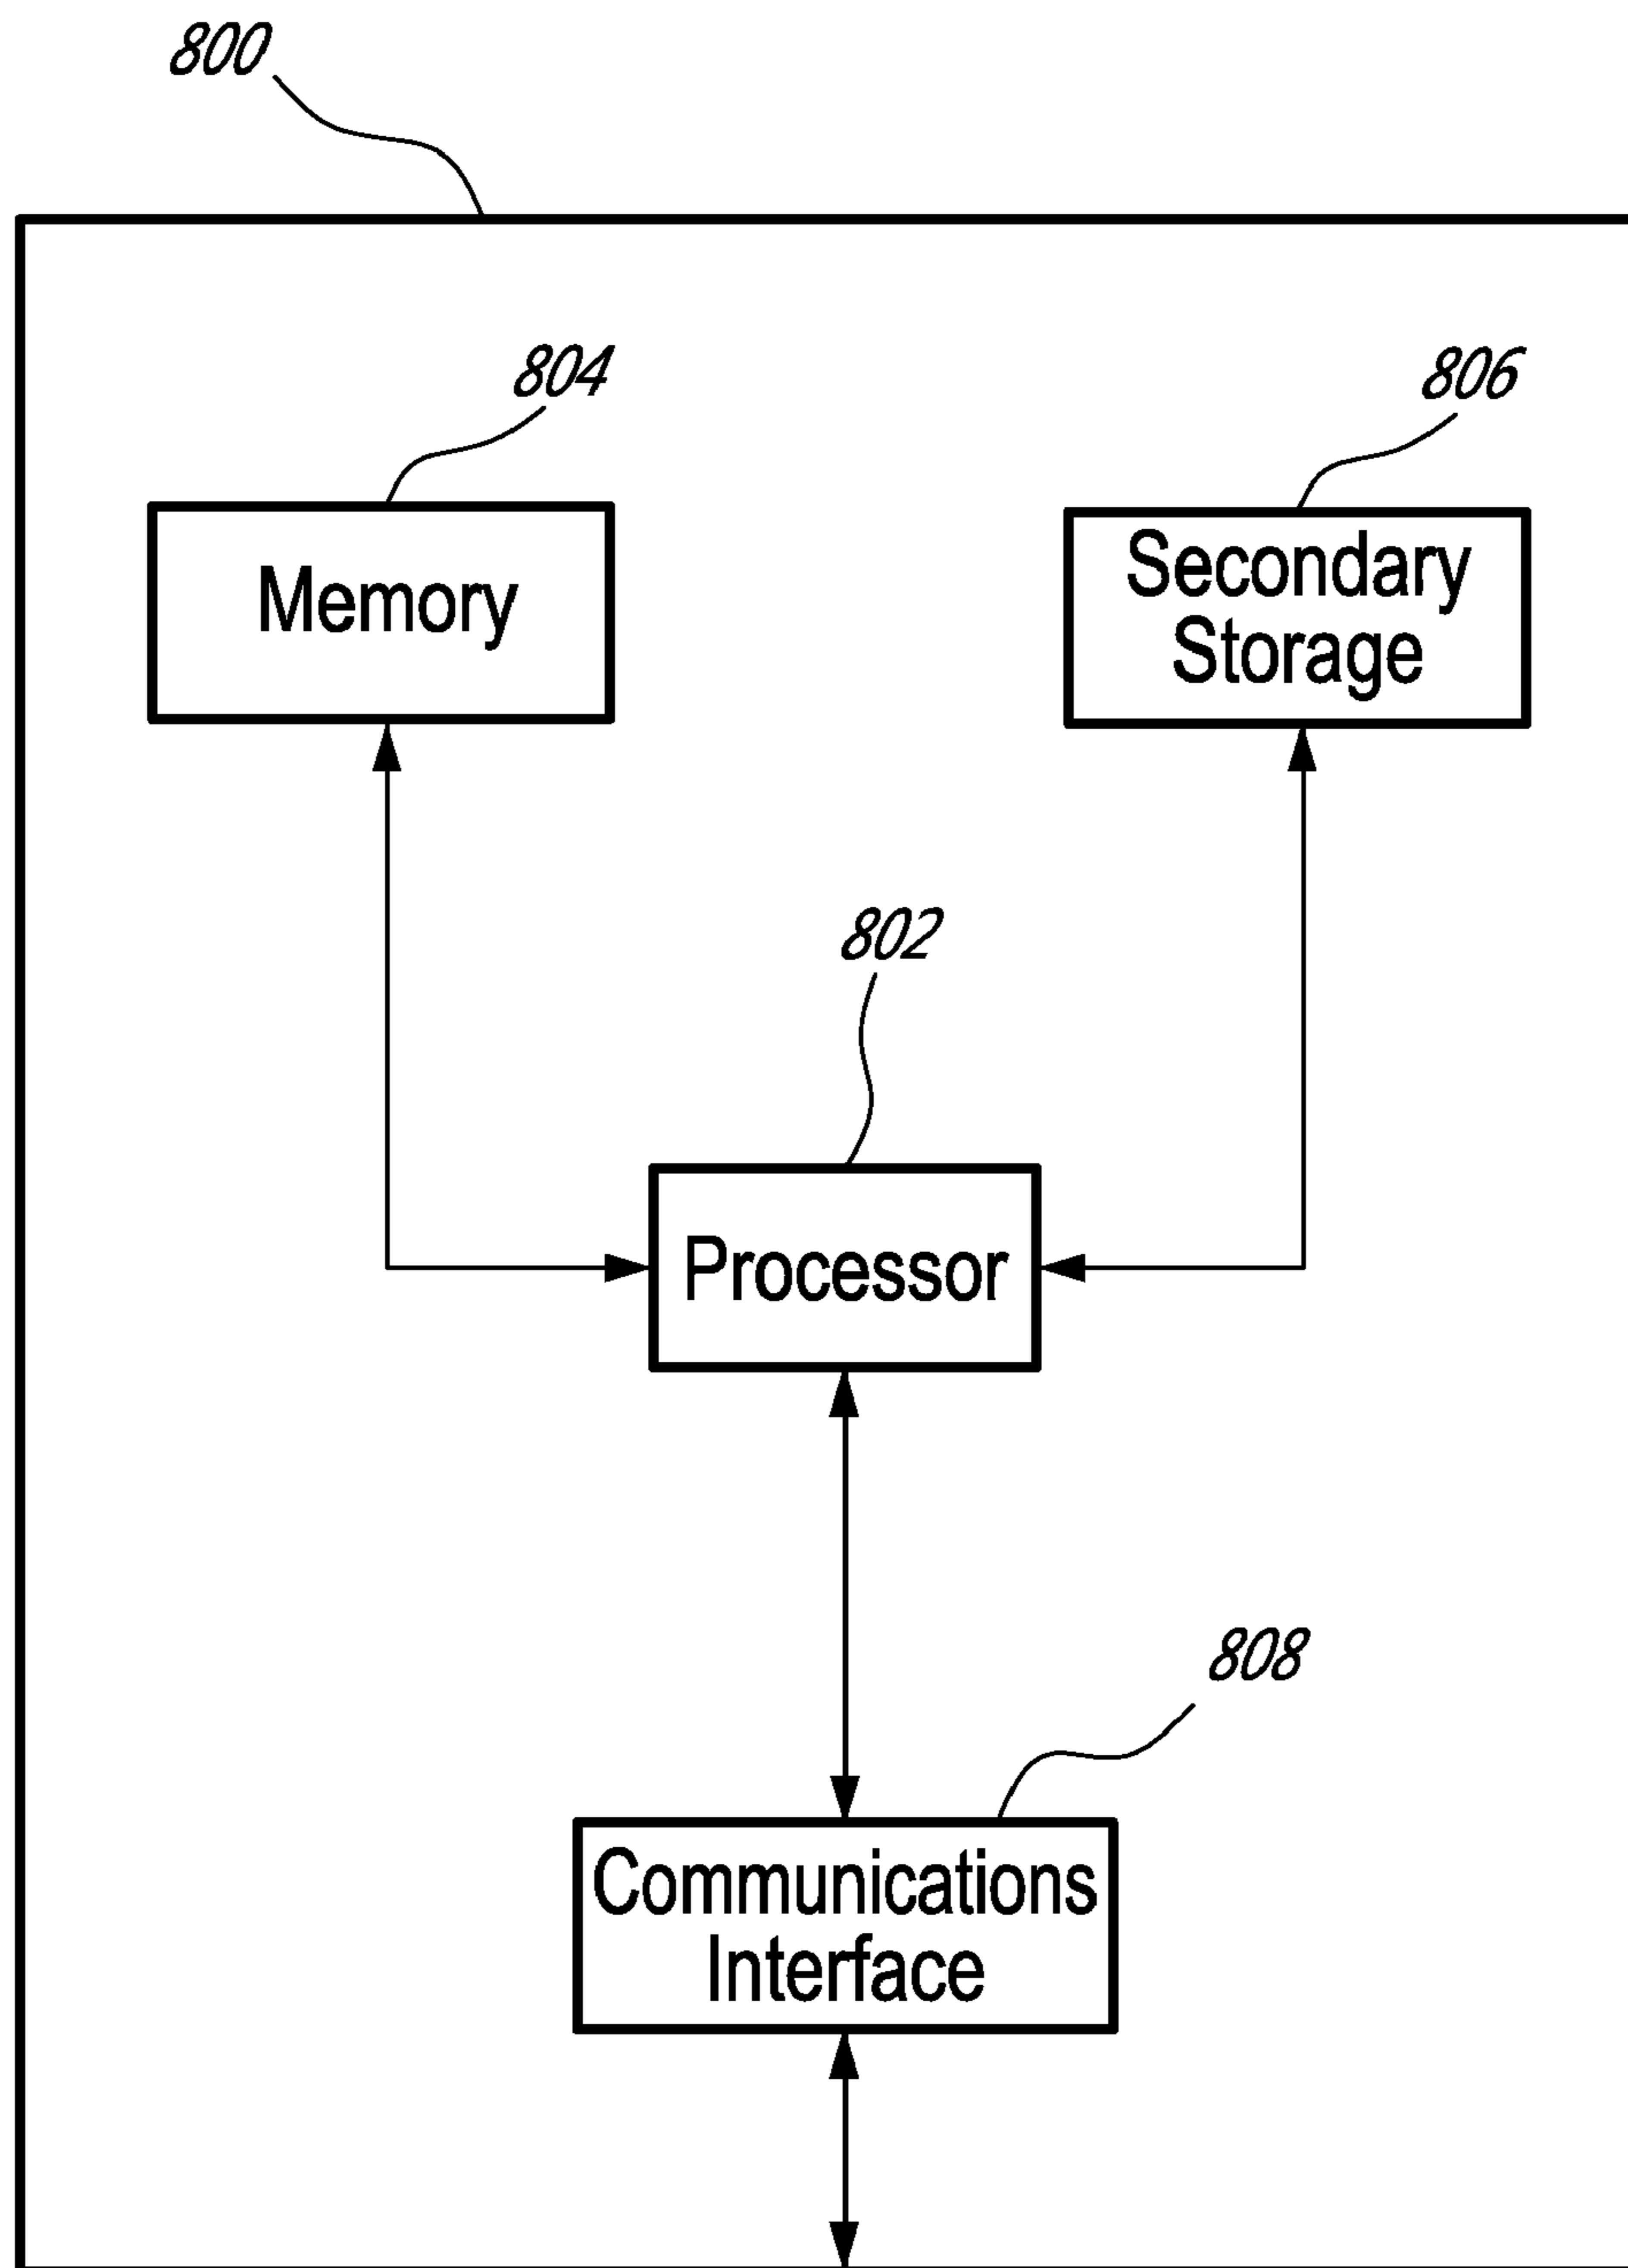 800
804
806
Memory
Secondary
Storage
802
Processor
808
Communications
Interface